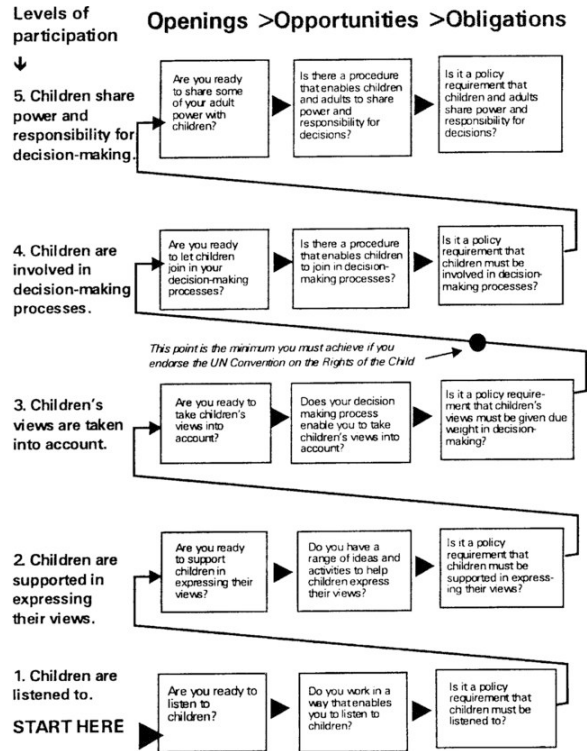 Levels of
participation
Openings >Opportunities >Obligations
5. Children share
power and
responsibility for
decision-making.
Are you ready
to share some
of your adult
power with
children?
Is there a procedure
that enables children
and adults to share
power and
responsibility for
decisions?
Is it a policy
requirement that
children and adults
share power and
responsibility for
decisions?
4. Children are
involved in
decision-making
processes.
Are you ready
to let children
join in your
decision-making
processes?
Is there a procedure
that enables children
to join in decision-
making processes?
Is it a policy
requirement that
children must be
involved in decision-
making processes?
This point is the minimum you must achieve if you
endorse the UN Convention on the Rights of the Child
3. Children's
views are taken
into account.
Are you ready to
take children's
views into
account?
Does your decision
making process
enable you to take
children's views into
account?
Is it a policy require-
ment that children's
views must be given due
weight in decision-
making?
2. Children are
supported in
expressing
their views.
Are you ready
to support
children in
expressing their
views?
Do you have a
range of ideas and
activities to help
children express
their views?
Is it a policy
requirement that
children must be
supported in express-
ing their views?
1. Children are
listened to.
START HERE
Are you ready to
listen to
children?
Do you work in a
way that enables
you to listen to
children?
Is it a policy
requirement that
children must be
listened to?